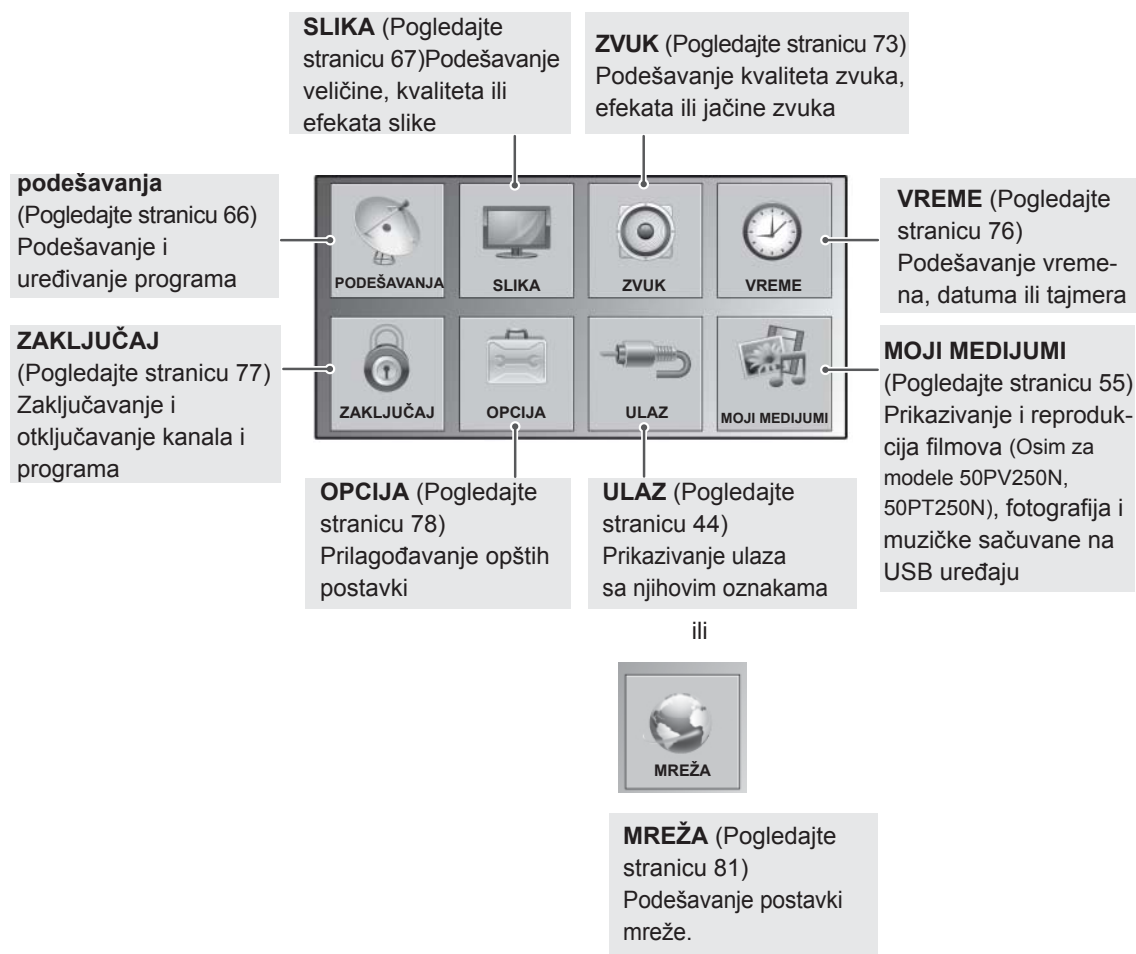 SLIKA (Pogledajte
stranicu 67)Podešavanje
veličine, kvaliteta ili
efekata slike
ZVUK (Pogledajte stranicu 73)
Podešavanje kvaliteta zvuka,
efekata ili jačine zvuka
podešavanja
(Pogledajte stranicu 66)
Podešavanje i
uređivanje programa
ZAKLJUČAJ
(Pogledajte stranicu 77)
Zaključavanje i
otključavanje kanala i
programa
PODEŠAVANJA
SLIKA
ZVUK
VREME
ZAKLJUČAJ
OPCIJA
ULAZ
MOJI MEDIJUMI
VREME (Pogledajte
stranicu 76)
Podešavanje vreme-
na, datuma ili tajmera
MOJI MEDIJUMI
(Pogledajte stranicu 55)
Prikazivanje i reproduk-
cija filmova (Osim za
modele 50PV250N,
50PT250N), fotografija i
muzičke sačuvane na
USB uređaju
OPCIJA (Pogledajte
stranicu 78)
Prilagođavanje opštih
postavki
ULAZ (Pogledajte
stranicu 44)
Prikazivanje ulaza
sa njihovim oznakama
ili
MREŽA
MREŽA (Pogledajte
stranicu 81)
Podešavanje postavki
mreže.